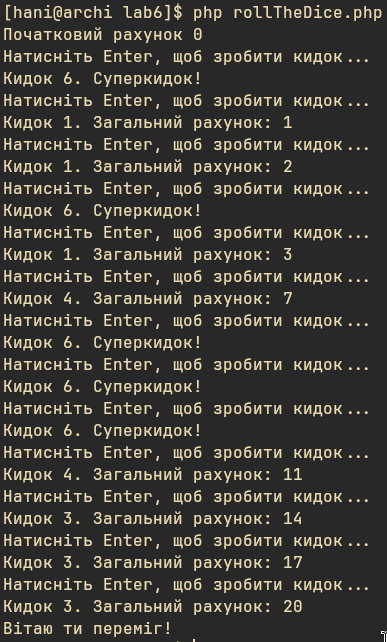 [hani@archi lab6]$ php rollTheDice.php
Початковий рахунок 0
Натисніть Enter, щоб зробити кидок...
Кидок 6. Суперкидок!
Натисніть Enter, щоб зробити кидок...
Кидок 1. Загальний рахунок: 1
Натисніть Enter, щоб зробити кидок...
Кидок 1. Загальний рахунок: 2
Натисніть Enter, щоб зробити кидок...
Кидок 6. Суперкидок!
Натисніть Enter, щоб зробити кидок...
Кидок 1. Загальний рахунок: 3
Натисніть Enter, щоб зробити кидок...
Кидок 4. Загальний рахунок: 7
Натисніть Enter, щоб зробити кидок...
Кидок 6. Суперкидок!
Натисніть Enter, щоб зробити кидок...
Кидок 6. Суперкидок!
Натисніть Enter, щоб зробити кидок...
Кидок 6. Суперкидок!
Натисніть Enter, щоб зробити кидок...
Кидок 4. Загальний рахунок: 11
Натисніть Enter, щоб зробити кидок...
Кидок 3. Загальний рахунок: 14
Натисніть Enter, щоб зробити кидок...
Кидок 3. Загальний рахунок: 17
Натисніть Enter, щоб зробити кидок...
Кидок 3. Загальний рахунок: 20
Вітаю ти переміг!